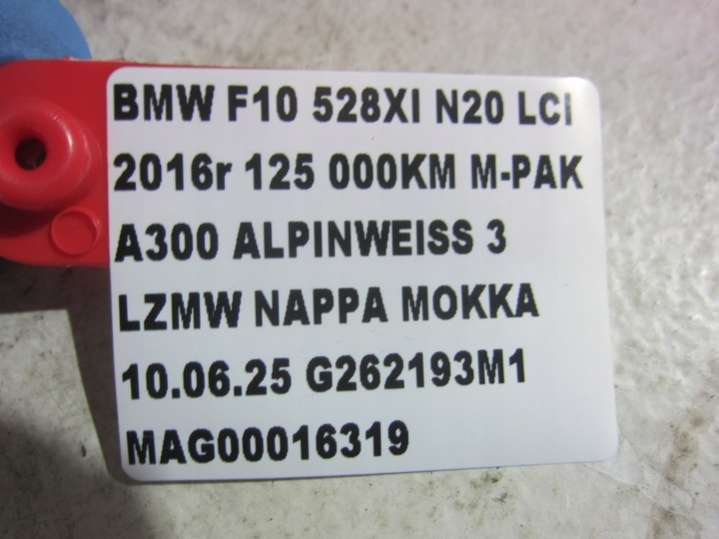 BMW F10 528XI N20 LCI
2016r 125 000KM M-PAK
A300 ALPINWEISS 3
LZMW NAPPA MOKKA
10.06.25 G262193M1
MAG00016319